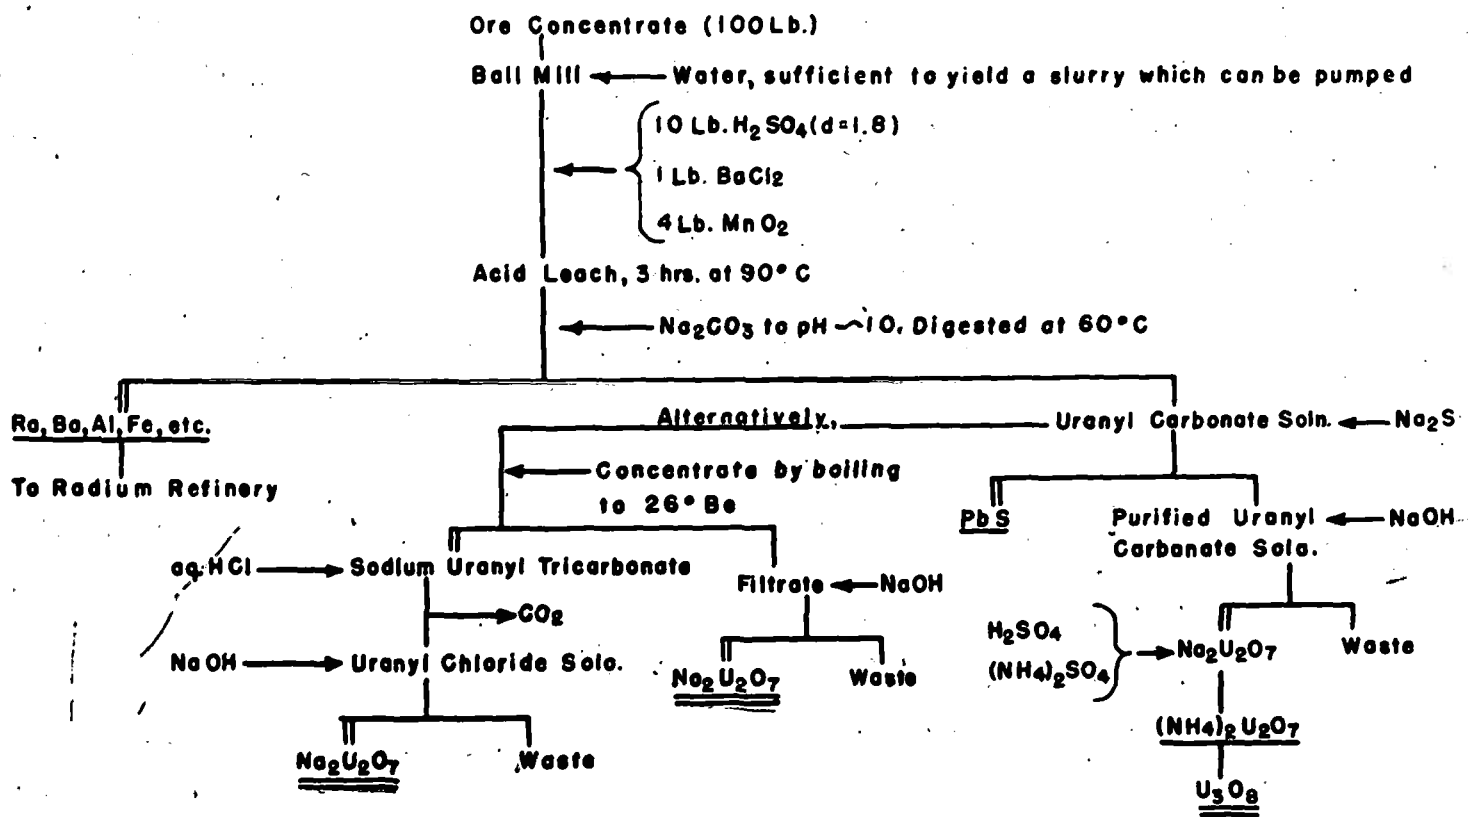 Ore Concentrate (100 Lb.)
Ball Mill Water, sufficient to yield a slurry which can be pumped
10 Lb. H₂SO₄ (d=1.8)
1 Lb. BaCl₂
4 Lb. MnO₂
Acid Leach, 3 hrs. at 90° C
Na₂CO₃ to pH ~10. Digested at 60° C
Ra, Ba, Al, Fe, etc.
Alternatively,
Uranyl Carbonate Soln. Na₂S
To Radium Refinery
Concentrate by boiling
to 26° Be
PbS
Purified Uranyl
Carbonate Soln.
NaOH
aq. HCl Sodium Uranyl Tricarbonate
Filtrate NaOH
CO₂
H₂SO₄
(NH₄)₂SO₄
Na₂U₂O₇
Waste
NaOH Uranyl Chloride Soln.
Na₂U₂O₇
Waste
(NH₄)₂U₂O₇
Na₂U₂O₇
Waste
U₃O₈